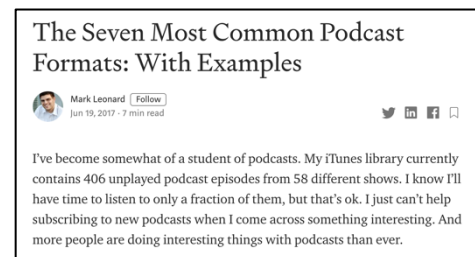 The Seven Most Common Podcast
Formats: With Examples
Mark Leonard Follow
Jun 19, 2017 · 7 min read
I've become somewhat of a student of podcasts. My iTunes library currently
contains 406 unplayed podcast episodes from 58 different shows. I know I'll
have time to listen to only a fraction of them, but that's ok. I just can't help
subscribing to new podcasts when I come across something interesting. And
more people are doing interesting things with podcasts than ever.